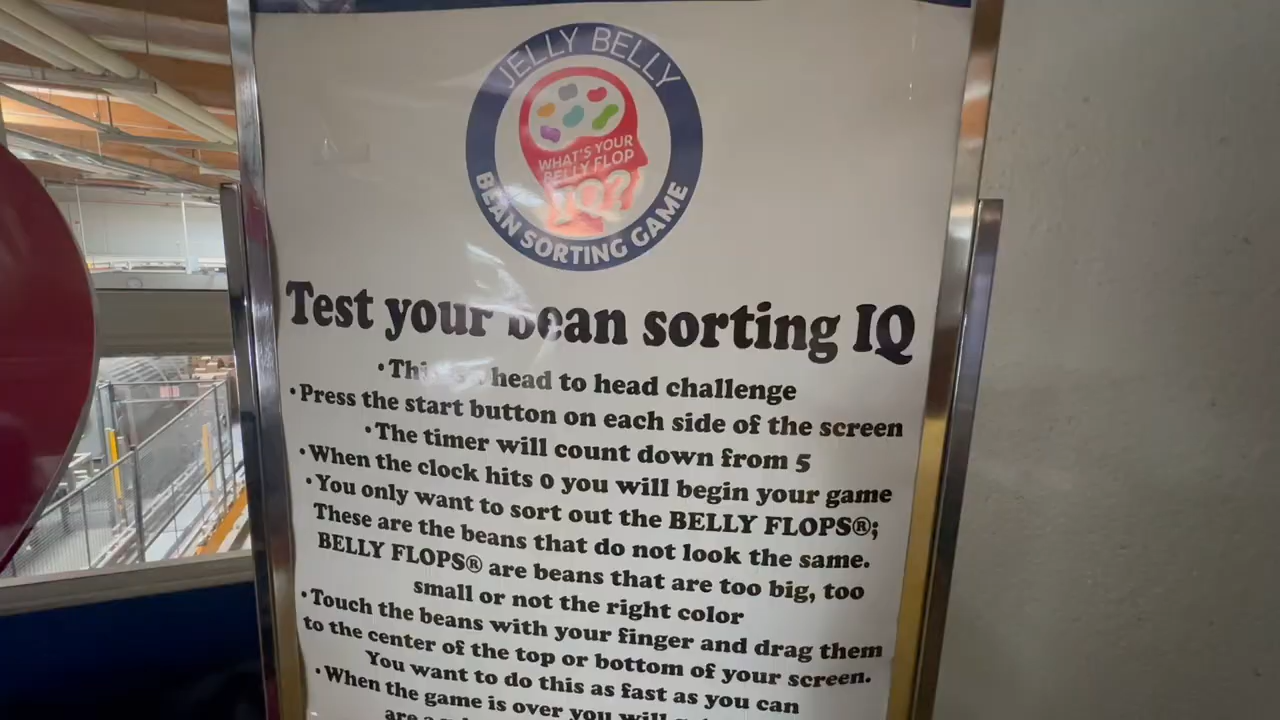 JELLY BELLY
WHAT'S YOUR
BELLY FLOP
IQ?
BEAN SORTING GAME
Test your bean sorting IQ
• head to head challenge
•Press the start button on each side of the screen
•The timer will count down from 5
•When the clock hits 0 you will begin your game
•You only want to sort out the BELLY FLOPS®;
These are the beans that do not look the same.
BELLY FLOPS® are beans that are too big, too
small or not the right color
•Touch the beans with your finger and drag them
to the center of the top or bottom of your screen.
You want to do this as fast as you can
•When the game is over you will
are